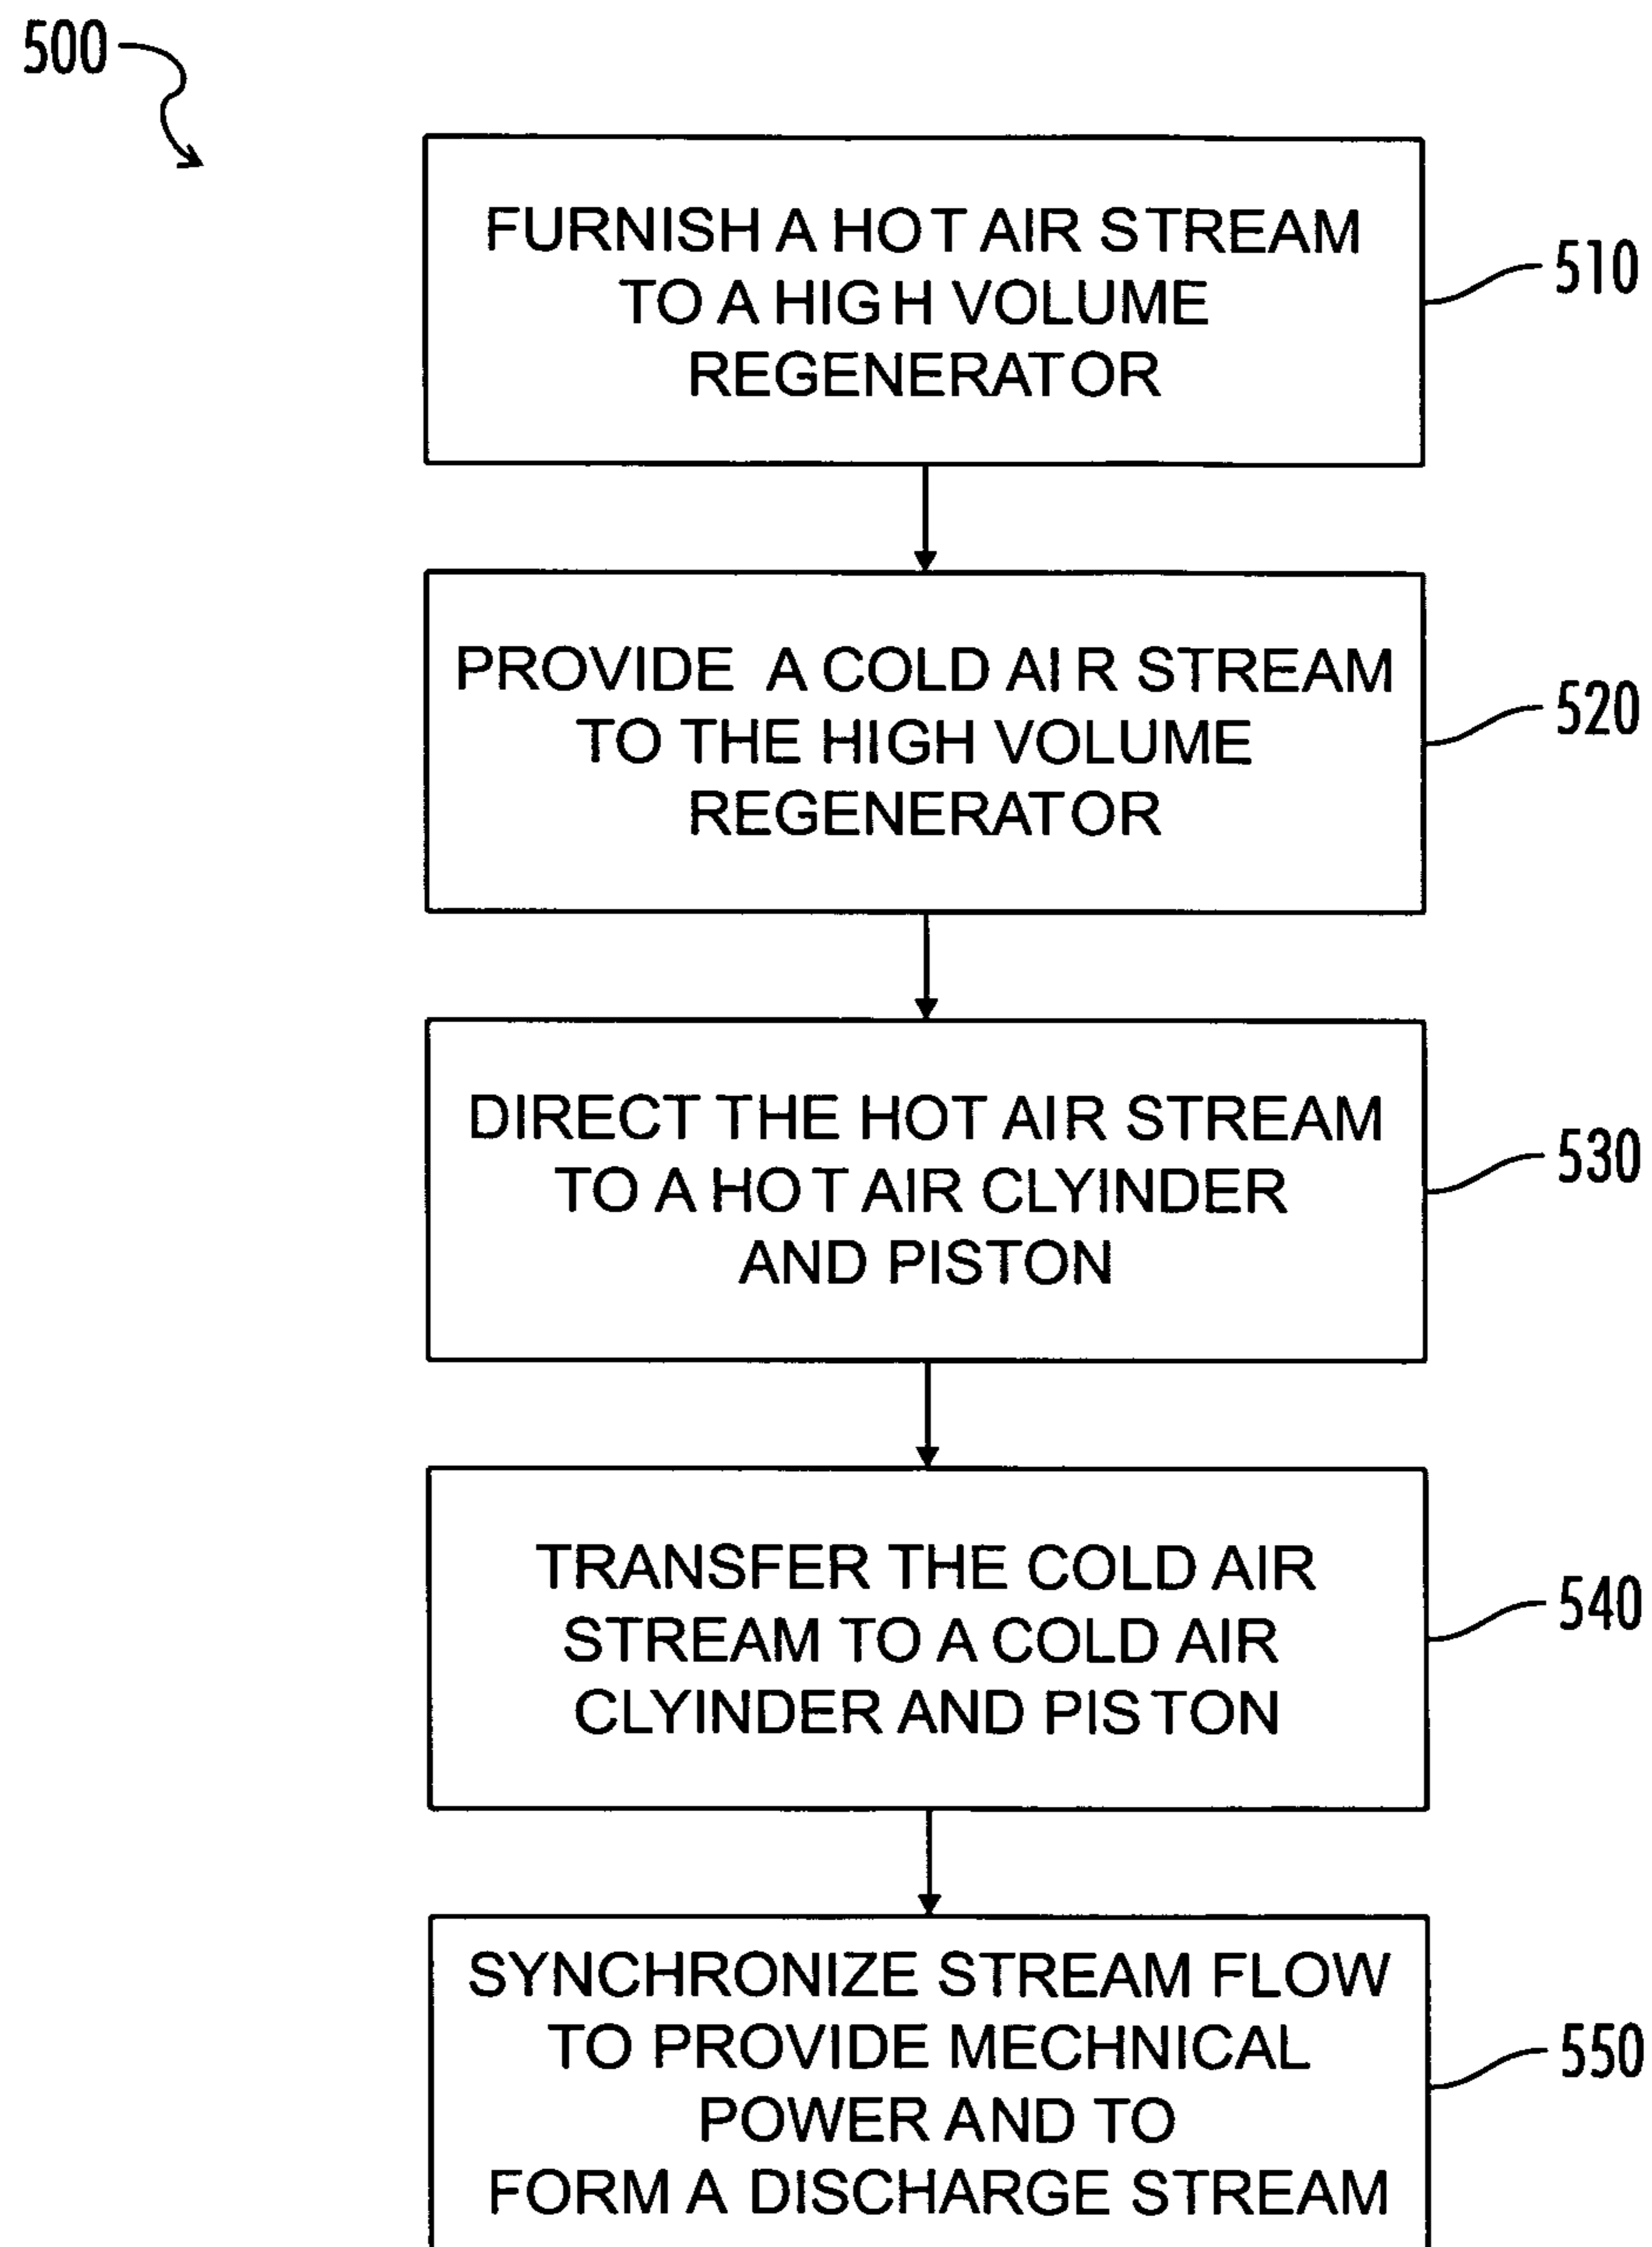 500
FURNISH A HOT AIR STREAM
TO A HIGH VOLUME
REGENERATOR
510
PROVIDE A COLD AIR STREAM
TO THE HIGH VOLUME
REGENERATOR
520
DIRECT THE HOT AIR STREAM
TO A HOT AIR CLYINDER
AND PISTON
530
TRANSFER THE COLD AIR
STREAM TO A COLD AIR
CLYINDER AND PISTON
540
SYNCHRONIZE STREAM FLOW
TO PROVIDE MECHNICAL
POWER AND TO
FORM A DISCHARGE STREAM
550